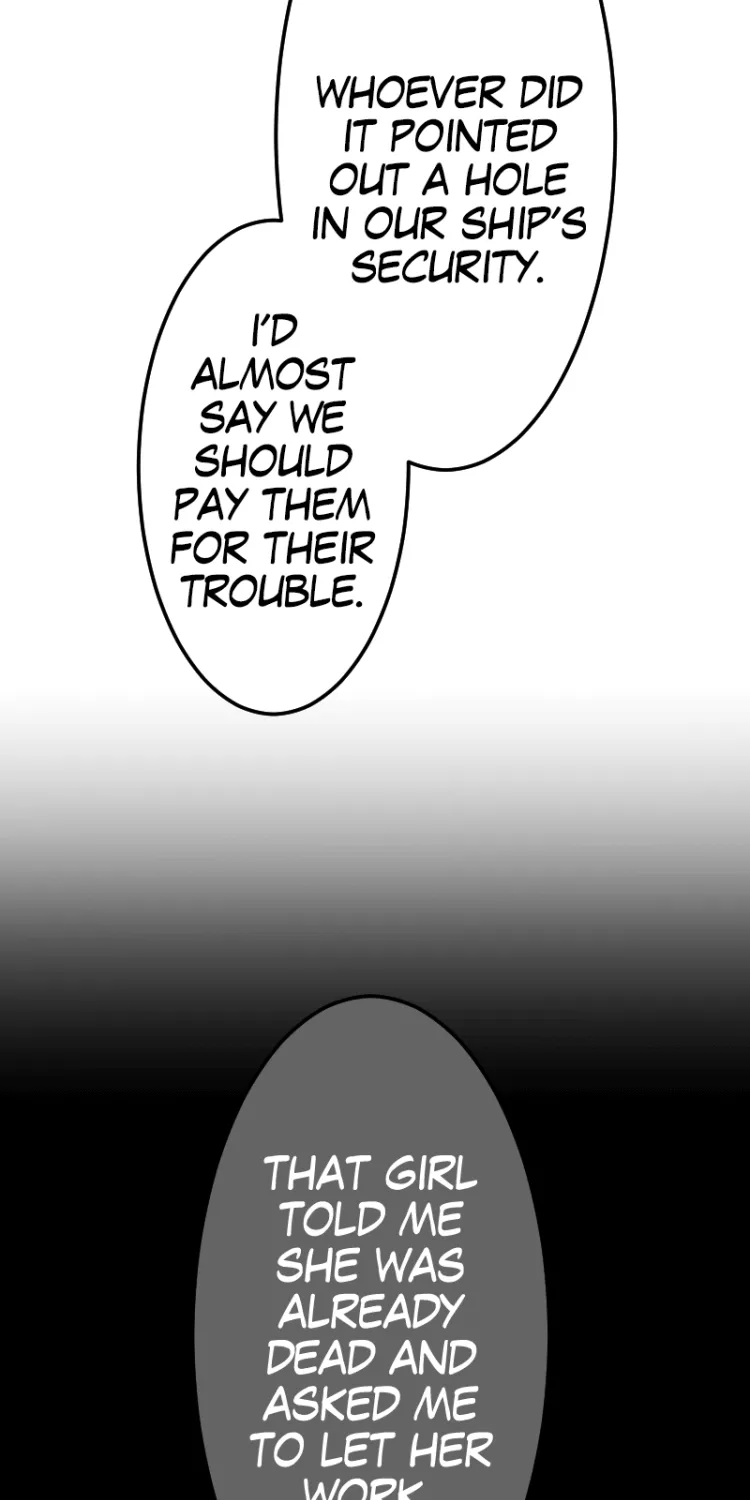 WHOEVER DID
IT POINTED
OUT A HOLE
IN OUR SHIP'S
SECURITY.
I'D
ALMOST
SAY WE
SHOULD
PAY THEM
FOR THEIR
TROUBLE.
THAT GIRL
TOLD ME
SHE WAS
ALREADY
DEAD AND
ASKED ME
TO LET HER
WORK